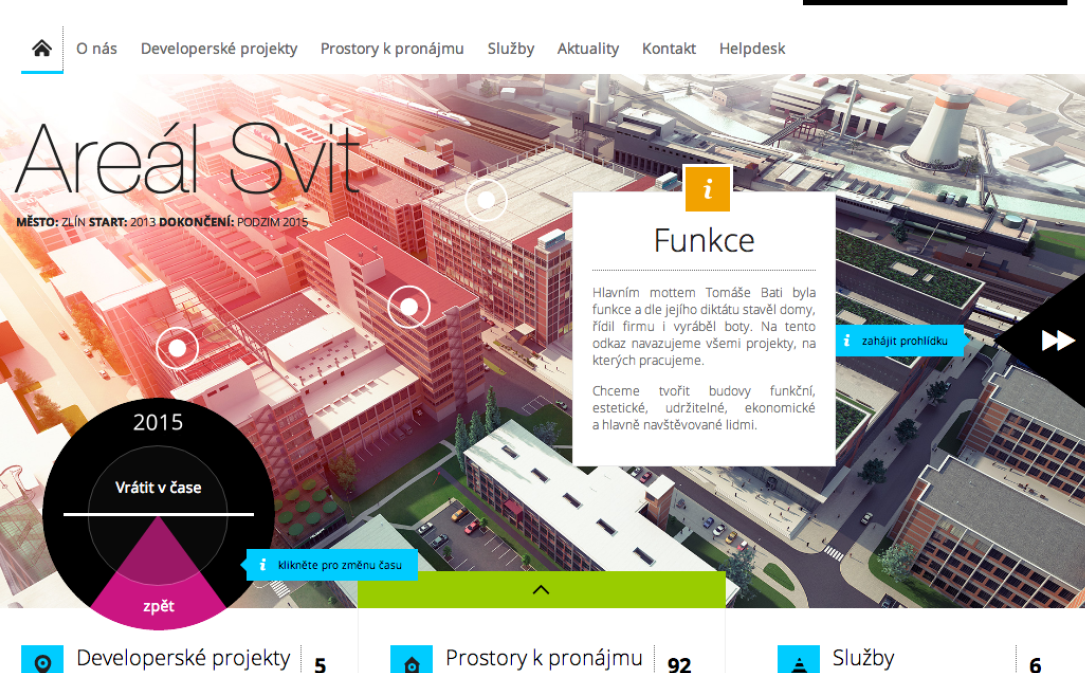 O nás Developerské projekty Prostory k pronájmu Služby Aktuality Kontakt Helpdesk
Areál Svit
MĚSTO: ZLÍN START: 2013 DOKONČENÍ: PODZIM 2015
i
Funkce
Hlavním mottem Tomáše Bati byla
funkce a dle jejího diktátu stavěl domy,
řídil firmu i vyráběl boty. Na tento
odkaz navazujeme všemi projekty, na
kterých pracujeme.
Chceme tvořit budovy funkční,
estetické, udržitelné, ekonomické
a hlavně navštěvované lidmi.
i zahájit prohlídku
2015
Vrátit v čase
i klikněte pro změnu času
zpět
Developerské projekty 5
Prostory k pronájmu 92
Služby 6